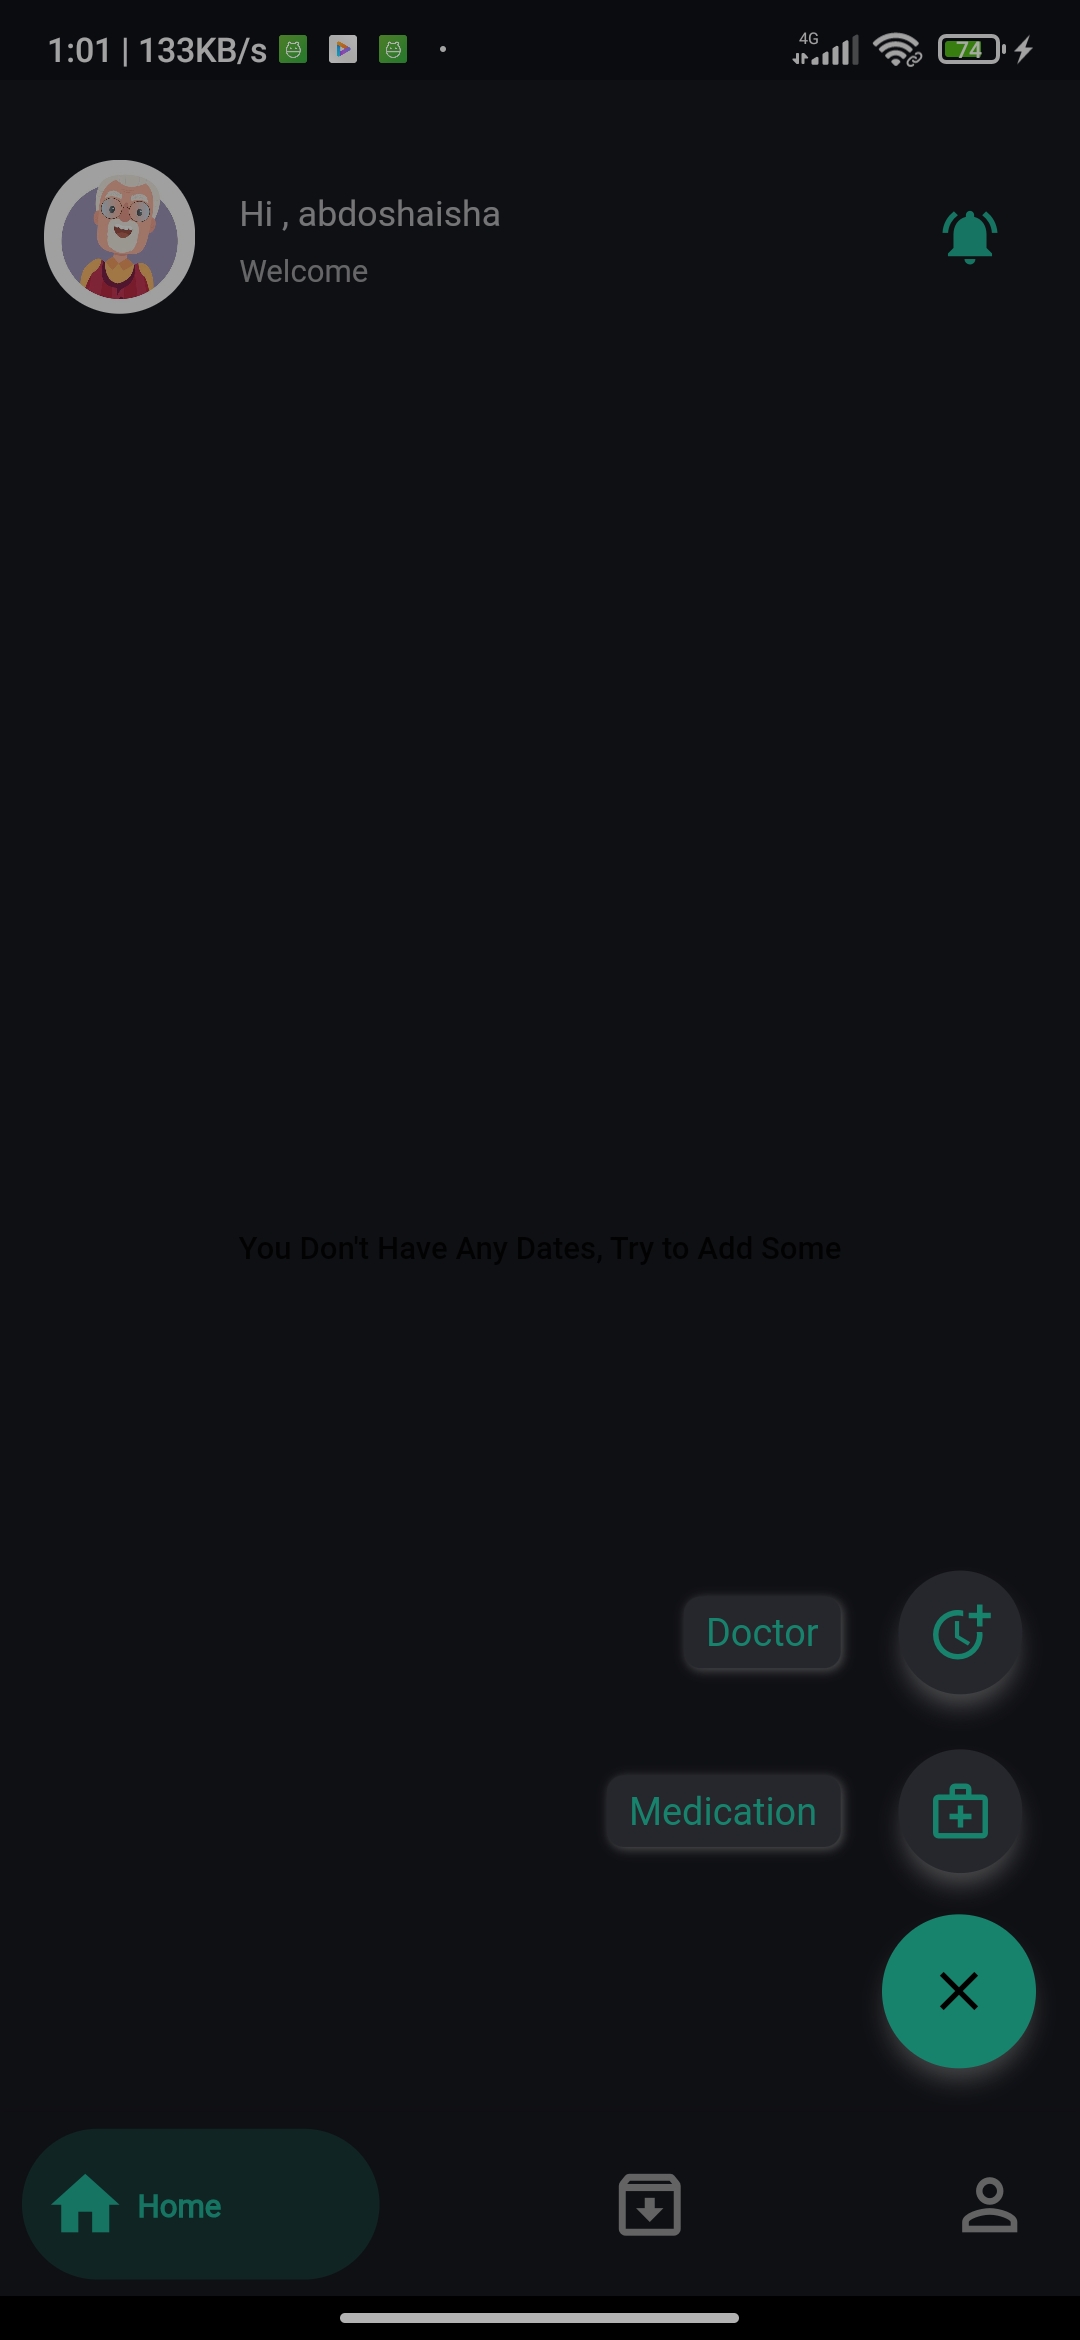 1:01 | 133KB/s
4G
74
Hi , abdoshaisha
Welcome
You Don't Have Any Dates, Try to Add Some
Doctor
Medication
Home